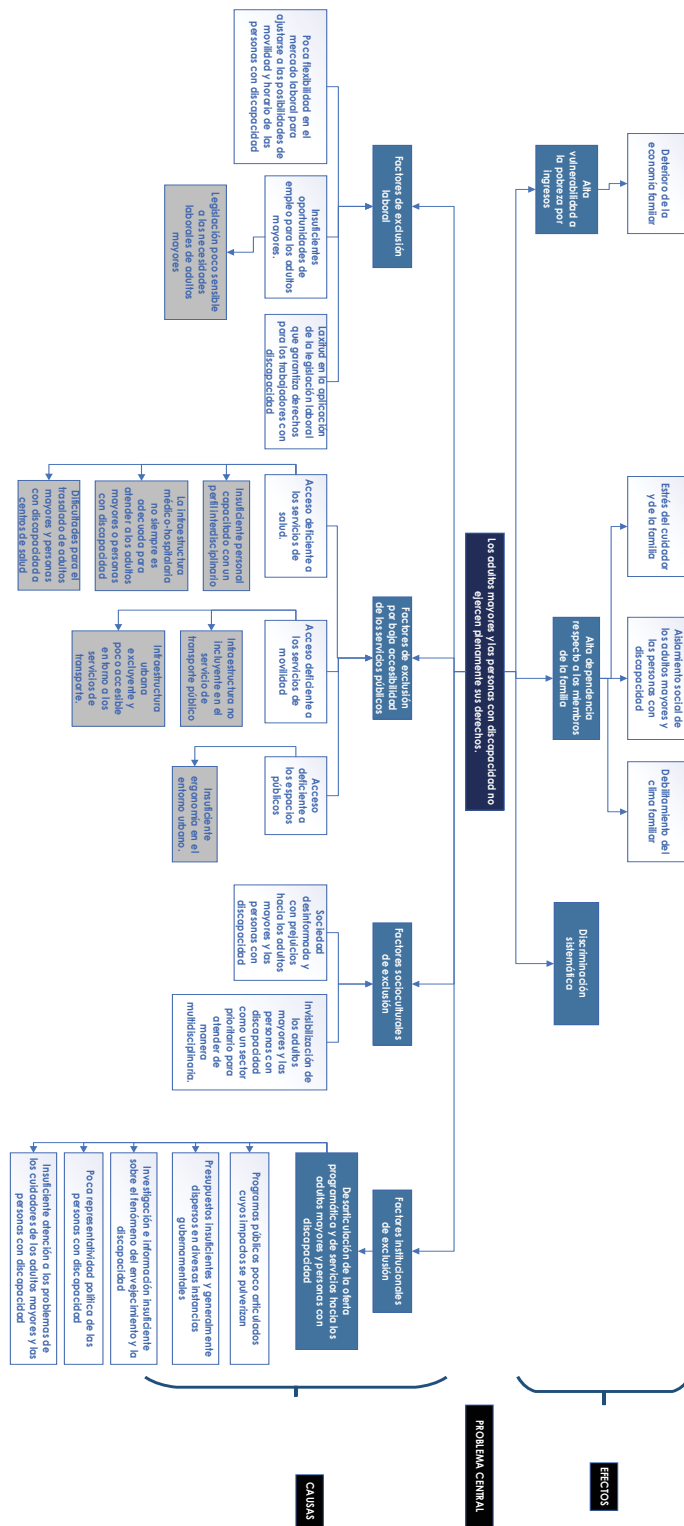 Deterioro de la
economía familiar
Estrés del cuidador
y de la familia
Aislamiento social de
los adultos mayores y
las personas con
discapacidad
Debilitamiento del
clima familiar
Alta
vulnerabilidad a
la pobreza por
ingresos
Alta dependencia
respecto a los miembros
de la familia
Discriminación
sistemática
EFECTOS
Los adultos mayores y las personas con discapacidad no
ejercen plenamente sus derechos.
PROBLEMA CENTRAL
Factores de exclusión
laboral
Factores de exclusión
por baja accesibilidad
de los servicios públicos
Factores socioculturales
de exclusión
Factores institucionales
de exclusión
CAUSAS
Poca flexibilidad en el
mercado laboral para
ajustarse a las posibilidades de
movilidad y horario de las
personas con discapacidad
Insuficientes
oportunidades de
empleo para los adultos
mayores.
Legislación poco sensible
a las necesidades
laborales de adultos
mayores
Laxitud en la aplicación
de la legislación laboral
que garantiza derechos
para los trabajadores con
discapacidad
Acceso deficiente a
los servicios de
salud.
Insuficiente personal
capacitado con un
perfil interdisciplinario
La infraestructura
médico-hospitalaria
no siempre es
adecuada para
atender a los adultos
mayores o personas
con discapacidad
Dificultades para el
traslado de adultos
mayores y personas
con discapacidad a
centros de salud
Acceso deficiente a
los servicios de
movilidad
Infraestructura no
incluyente en el
servicio de
transporte público
Infraestructura
urbana
excluyente y
poco accesible
en torno a los
servicios de
transporte.
Acceso
deficiente a
los espacios
públicos
Insuficiente
ergonomía en el
entorno urbano.
Sociedad
desinformada y
con prejuicios
hacia los adultos
mayores y las
personas con
discapacidad
Invisibilización de
los adultos
mayores y las
personas con
discapacidad
como un sector
prioritario para
atender de
manera
multidisciplinaria.
Desarticulación de la oferta
programática y de servicios hacia los
adultos mayores y personas con
discapacidad
Programas públicos poco articulados
cuyos impactos se pulverizan
Presupuestos insuficientes y generalmente
dispersos en diversas instancias
gubernamentales
Investigación e información insuficiente
sobre el fenómeno del envejecimiento y la
discapacidad
Poca representatividad política de las
personas con discapacidad
Insuficiente atención a los problemas de
los cuidadores de los adultos mayores y las
personas con discapacidad